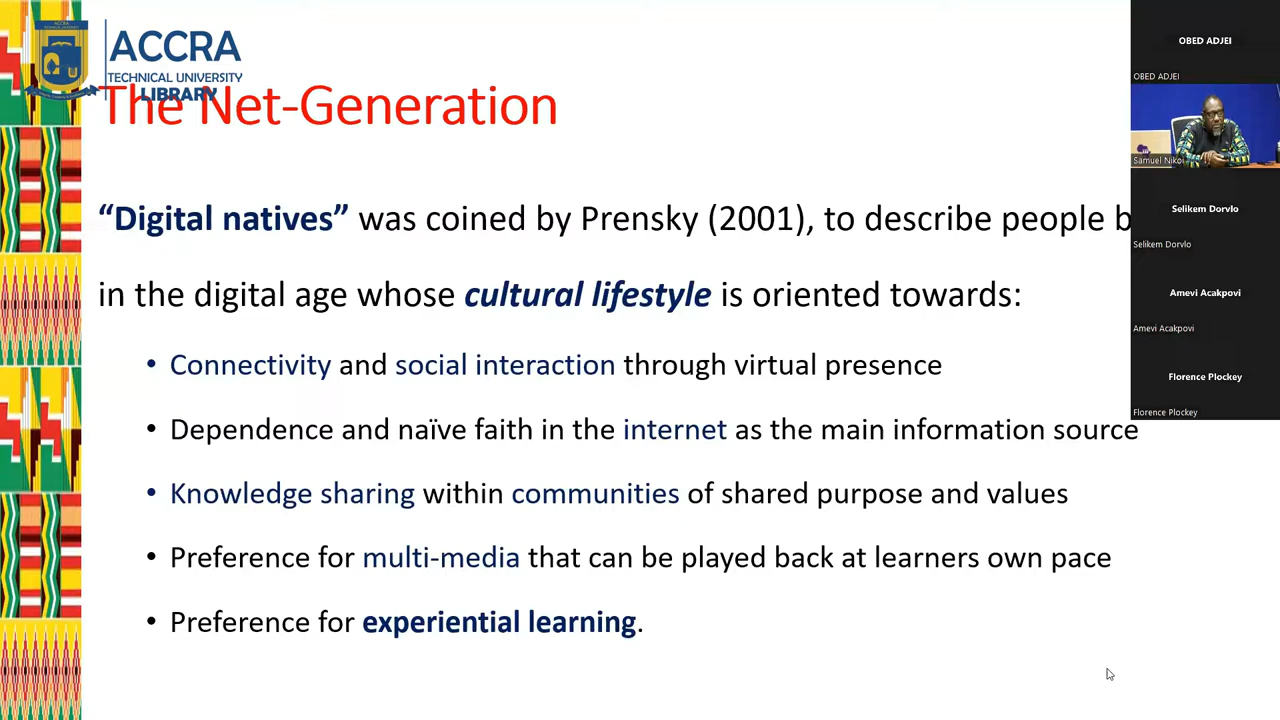 ACCRA
TECHNICAL UNIVERSITY
LIBRARY
The Net-Generation
“Digital natives” was coined by Prensky (2001), to describe people b
in the digital age whose cultural lifestyle is oriented towards:
• Connectivity and social interaction through virtual presence
• Dependence and naïve faith in the internet as the main information source
• Knowledge sharing within communities of shared purpose and values
• Preference for multi-media that can be played back at learners own pace
• Preference for experiential learning.
OBED ADJEI
OBED ADJEI
Samuel Nikoi
Selikem Dorvlo
Selikem Dorvlo
Amevi Acakpovi
Amevi Acakpovi
Florence Plockey
Florence Plockey